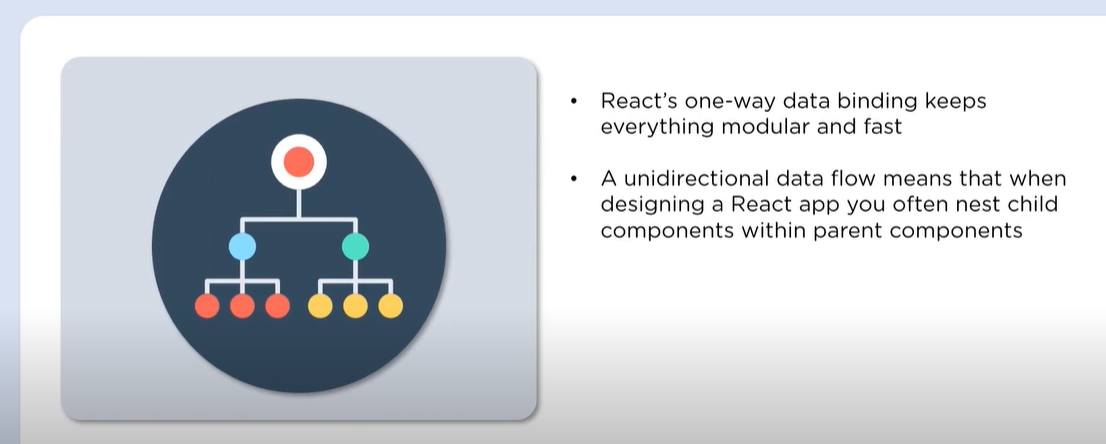 • React’s one-way data binding keeps
everything modular and fast
• A unidirectional data flow means that when
designing a React app you often nest child
components within parent components